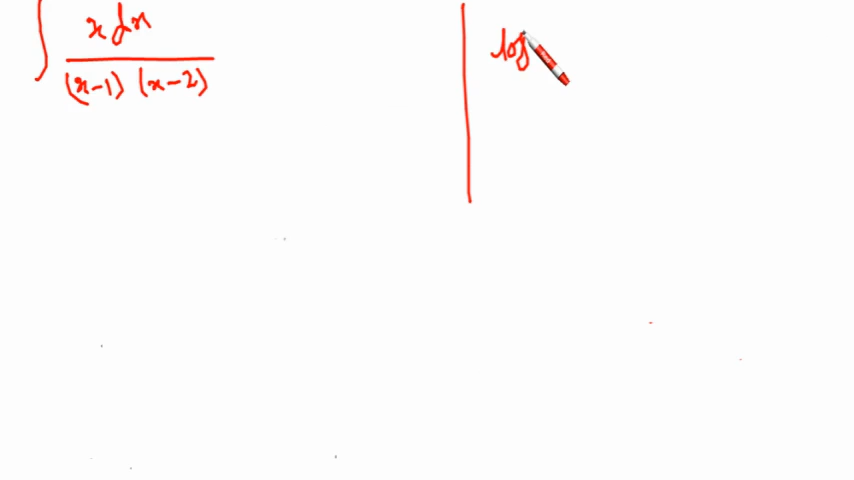 ∫ x dx
(x-1) (x-2)
log